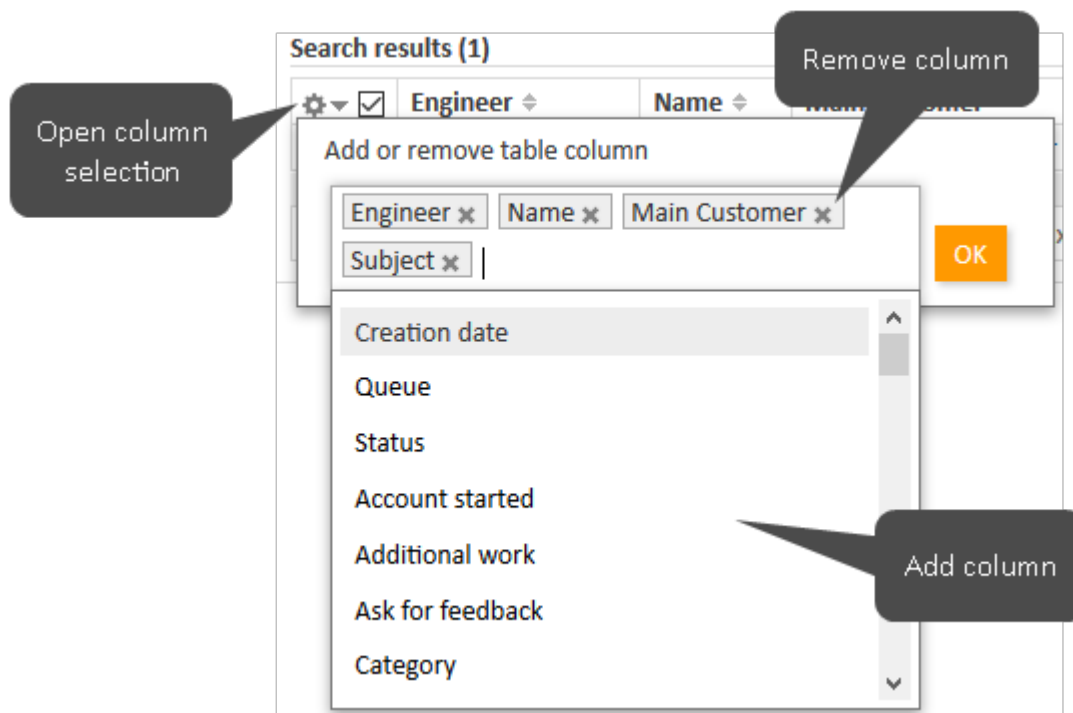 Search results (1)
Remove column
Engineer Name
Open column
selection
Add or remove table column
Engineer Name Main Customer
Subject
OK
Creation date
Queue
Status
Account started
Additional work
Add column
Ask for feedback
Category